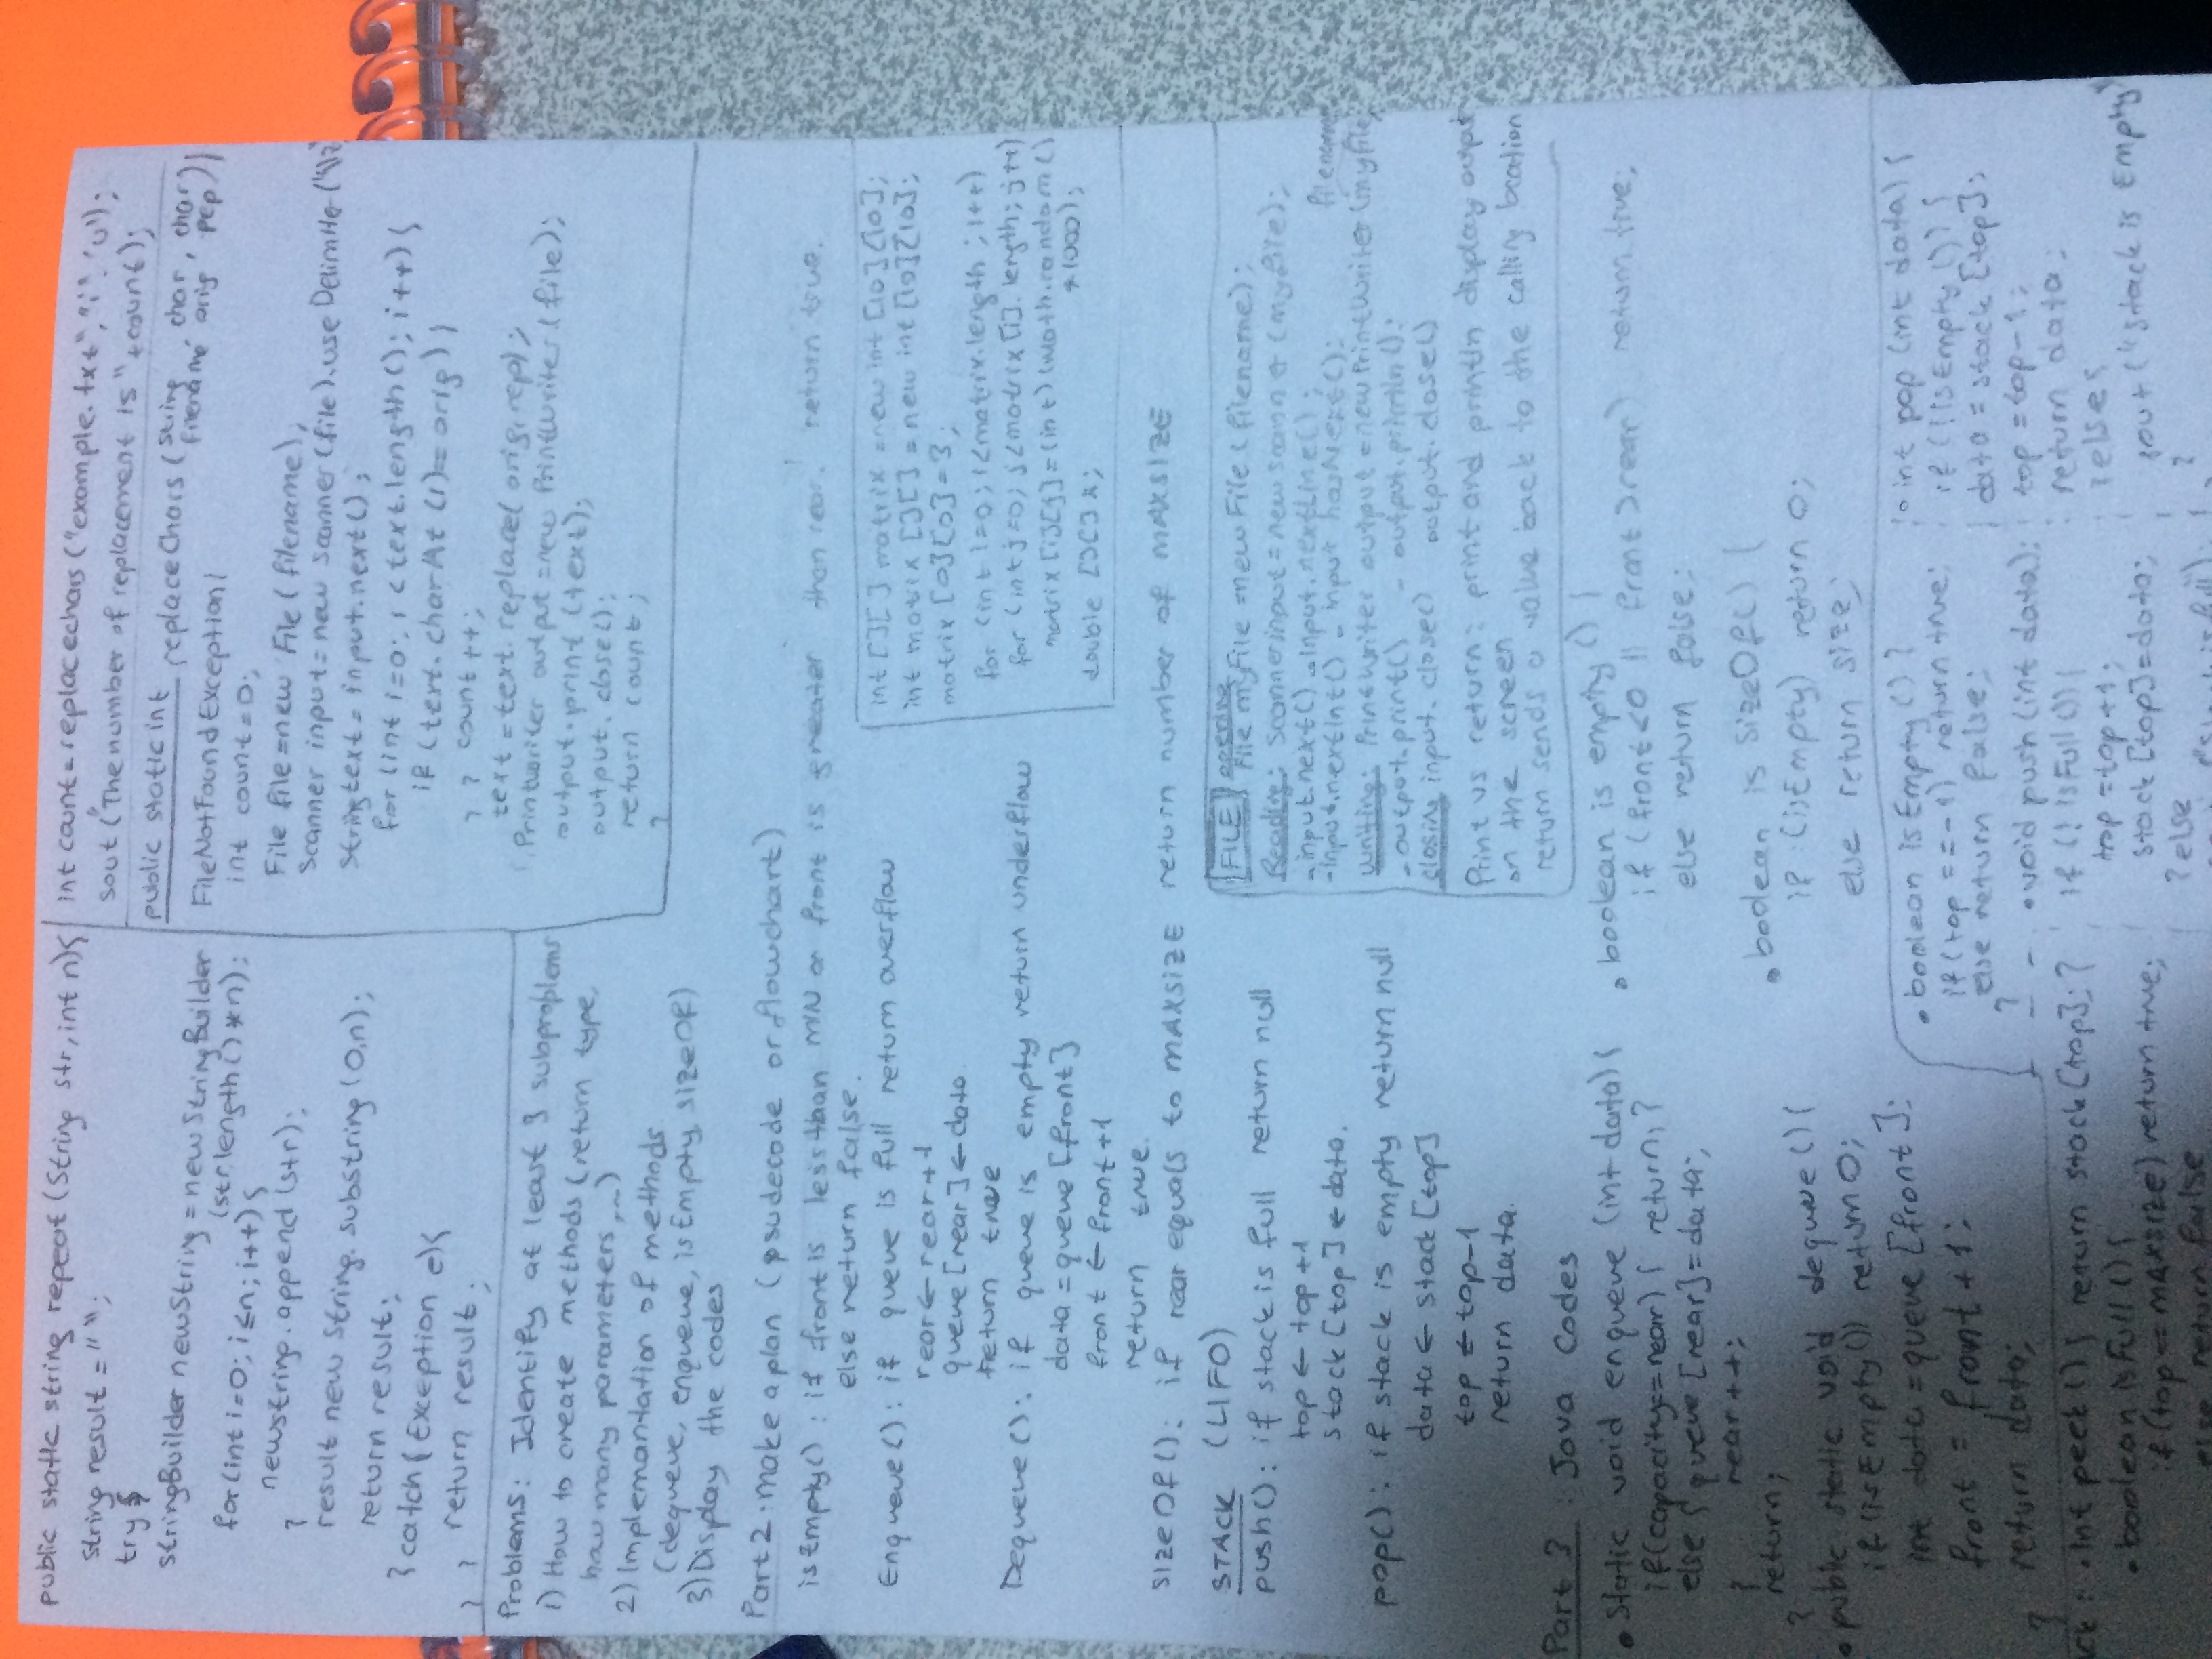 public static string repeat (String str, int n){
String result = " ";
try {
StringBuilder newString = new StringBuilder
(str.length() * n);
for(int i=0; i≤n; i++){
newstring.append (str);
}
result new String. substring (0,n);
return result;
} catch( Exception e){
return result;
} }
int count = replacechars ("example.txt", "i", 'u');
sout ("The number of replacement is" + count);
public static int replaceChars (String filename, char orig, char pep) {
FileNotFoundException {
int count = 0;
File file = new File ( filename),
Scanner input = new Scanner (file).use Delimiter ("\\z"
String text = input.next();
for (int i=0; i < text.length(); i++) {
if (text. charAt (i) == orig) {
count ++;
} }
text = text. replace( orig, rep);
Printwriter output = new PrintWriter (file);
output.print (text);
output. close();
return count;
}
Problems: Identify at least 3 subproblems
1) How to create methods (return type,
how many parameters, ...)
2) Implemantation of methods
(dequeue, enqueue, isEmpty, sizeOf)
3) Display the codes
Part 2. make a plan (psudecode or flowchart)
isEmpty() : if front is less than MIN or front is greater than rear. return true.
else return false.
Enqueue() : if queue is full return overflow
rear ← rear + 1
queue [rear] ← data
return true
Dequeue() : if queue is empty return underflow
data = queue [front]
front ← front +1
return true.
sizeOf() : if rear equals to MAXSIZE return number of MAXSIZE
int [][ ] matrix = new int [10][10];
int matrix [][] = new int [10][10];
matrix [0][0] = 3;
for (int i=0; i<matrix.length ; i++)
for (int j=0; j<matrix [i]. length; j++)
matrix [i][j] = (int) (math.random()
* 1000);
double [][] x;
STACK (LIFO)
push() : if stack is full return null
top ← top +1
stack [top] ← data.
pop() : if stack is empty return null
data ← stack [top]
top ← top-1
return data.
FILE opening
File myFile = new File ( filename);
Reading: Scanner input = new scanner (myfile);
- input.next() - Input.nextLine();
- Input.nextInt() - input hasNext();
filename
writing: PrintWriter output = new PrintWriter (myfile)
- output.print() - output.println();
closing input. close() output. close()
Print vs return: print and println display output
on the screen
return sends a value back to the calling location
Part 3 : Java Codes
• Static void enqueue (int data) {
if(capacity == rear) { return; }
else { queue [rear] = data;
} rear ++;
return;
}
• public static void dequeue () {
if (isEmpty()) return 0;
int data = queue [front];
front = front + 1;
return data;
}
• boolean is empty () {
if (front <0 || front > rear) return true;
else return false;
• boolean is SizeOf() {
if (isEmpty) return 0;
else return size;
• boolean isEmpty () }
if (top == -1) return true;
else return false;
}
• int pop (int data) {
if (!isEmpty ()) {
data = stack [top];
top = top - 1;
return data;
} else {
sout ("Stack is Empty"
}
• void push (int data);
if (! isFull ()) {
top = top + 1;
stack [top] = data;
} else
("Stack is full");
ck : • Int peek () { return stack [top]; }
• boolean isFull () {
if (top == MAXSIZE) return true;
else return false